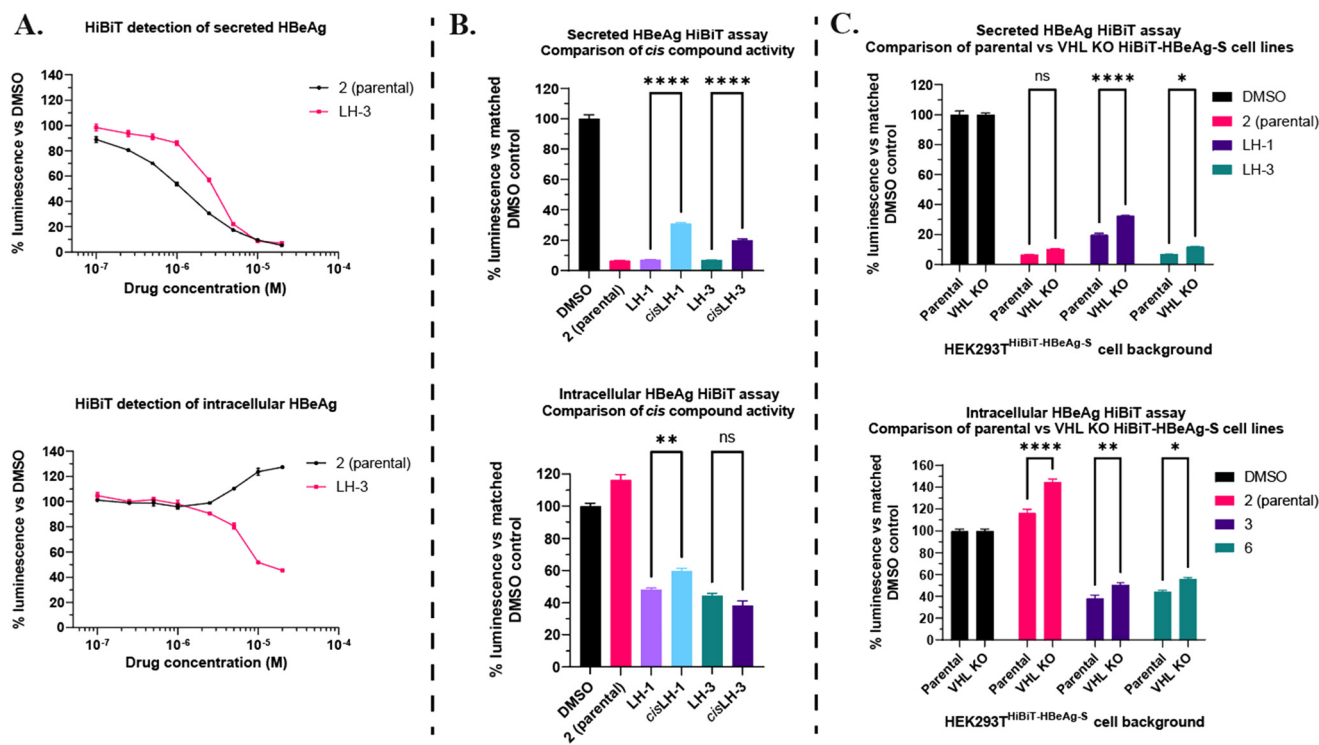 A.
HiBiT detection of secreted HBeAg
% luminescence vs DMSO
140
120
100
80
60
40
20
0
10-7
10-6
10-5
10-4
Drug concentration (M)
2 (parental)
LH-3
HiBiT detection of intracellular HBeAg
% luminescence vs DMSO
140
120
100
80
60
40
20
0
10-7
10-6
10-5
10-4
Drug concentration (M)
2 (parental)
LH-3
B.
Secreted HBeAg HiBiT assay
Comparison of cis compound activity
% luminescence vs matched
DMSO control
120
100
80
60
40
20
0
****
****
DMSO
2 (parental)
LH-1
cisLH-1
LH-3
cisLH-3
Intracellular HBeAg HiBiT assay
Comparison of cis compound activity
% luminescence vs matched
DMSO control
120
100
80
60
40
20
0
**
ns
DMSO
2 (parental)
LH-1
cisLH-1
LH-3
cisLH-3
C.
Secreted HBeAg HiBiT assay
Comparison of parental vs VHL KO HiBiT-HBeAg-S cell lines
% luminescence vs matched
DMSO control
120
100
80
60
40
20
0
ns
****
*
Parental
VHL KO
Parental
VHL KO
Parental
VHL KO
Parental
VHL KO
HEK293THiBiT-HBeAg-S cell background
DMSO
2 (parental)
LH-1
LH-3
Intracellular HBeAg HiBiT assay
Comparison of parental vs VHL KO HiBiT-HBeAg-S cell lines
% luminescence vs matched
DMSO control
160
140
120
100
80
60
40
20
0
****
**
*
Parental
VHL KO
Parental
VHL KO
Parental
VHL KO
Parental
VHL KO
HEK293THiBiT-HBeAg-S cell background
DMSO
2 (parental)
3
6